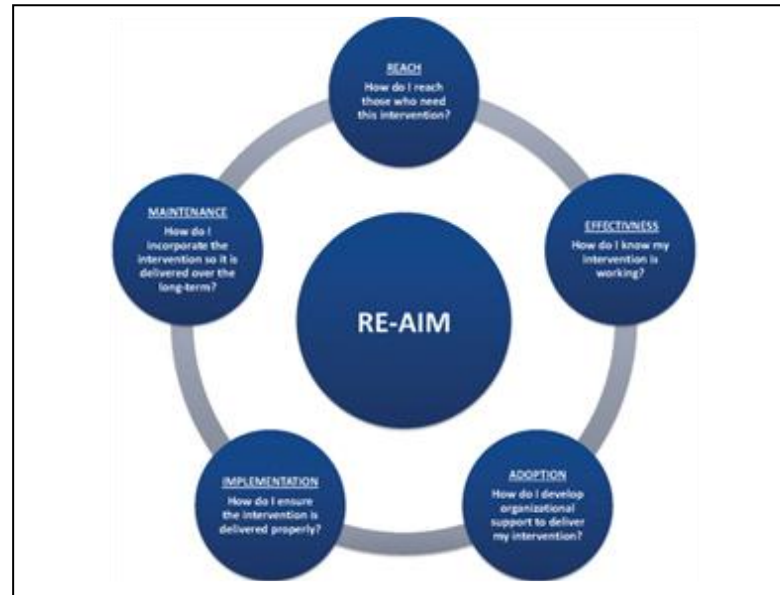 REACH
How do I reach
those who need
this intervention?
EFFECTIVNESS
How do I know my
intervention is
working?
ADOPTION
How do I develop
organizational
support to deliver
my intervention?
IMPLEMENTATION
How do I ensure
the intervention is
delivered properly?
MAINTENANCE
How do I
incorporate the
intervention so it is
delivered over the
long-term?
RE-AIM